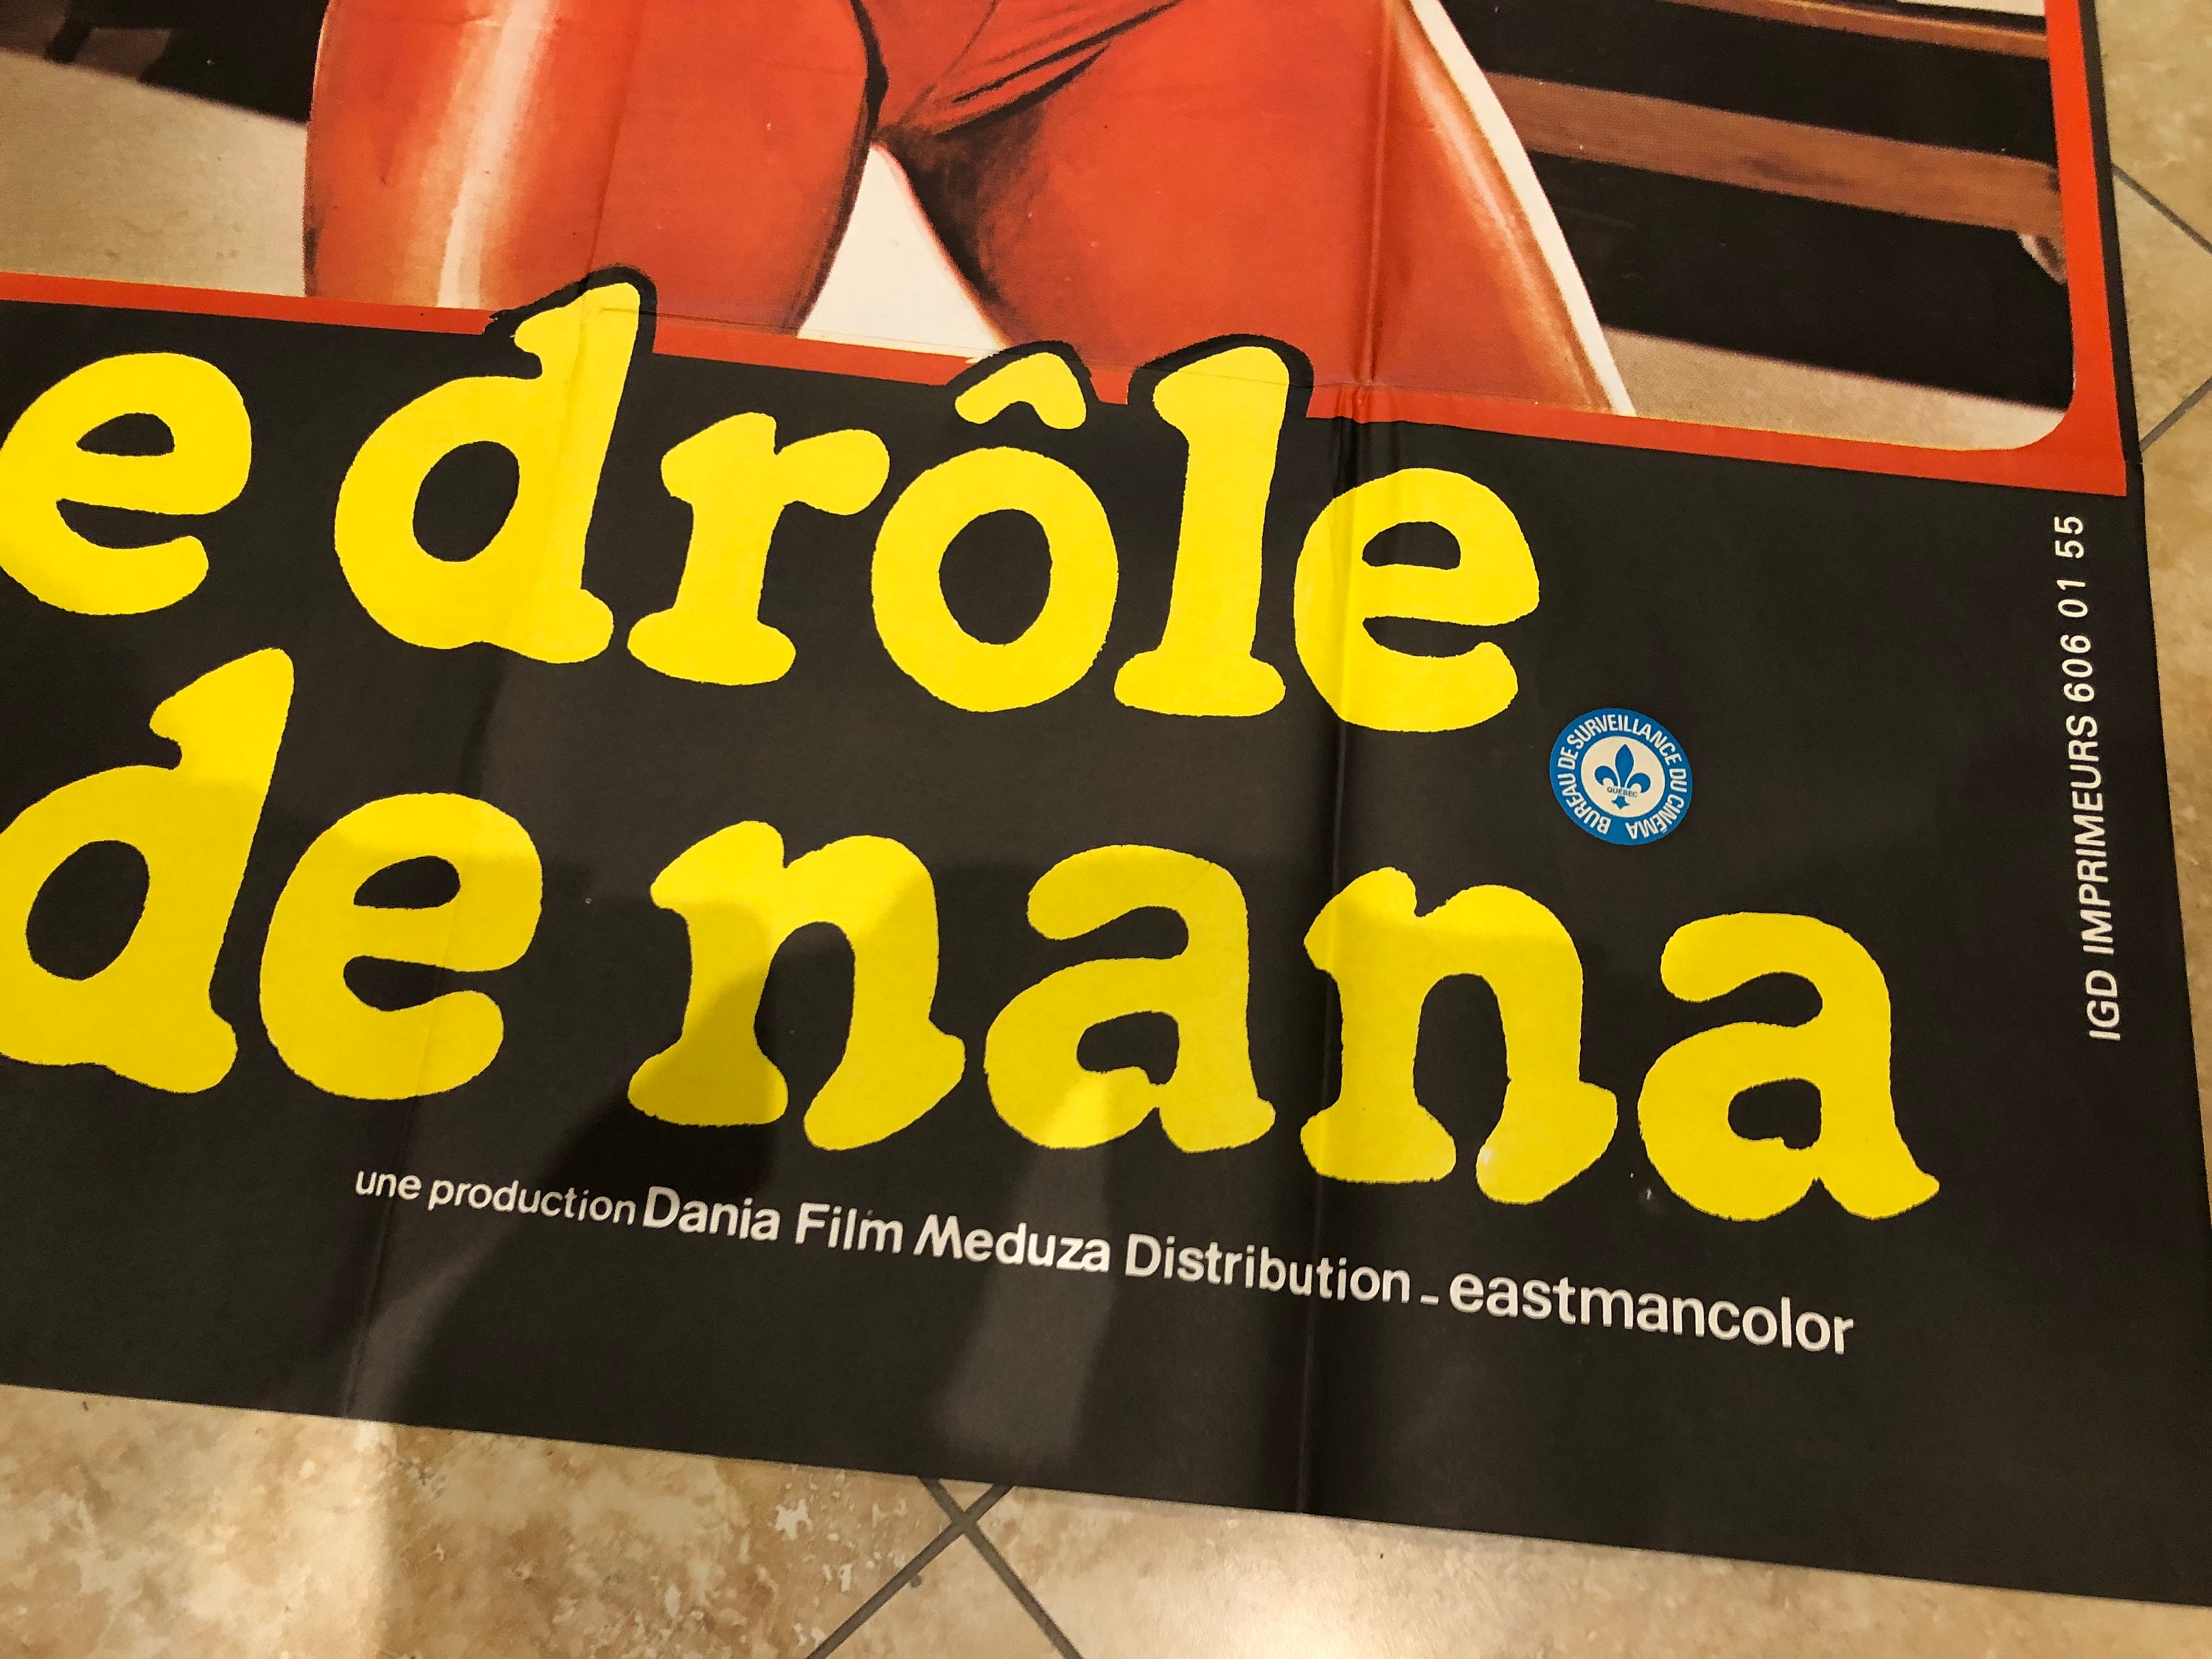 e drôle
de nana
BUREAU DE SURVEILLANCE DU CINÉMA
QUÉBEC
une production Dania Film Meduza Distribution - eastmancolor
IGD IMPRIMEURS 606 01 55